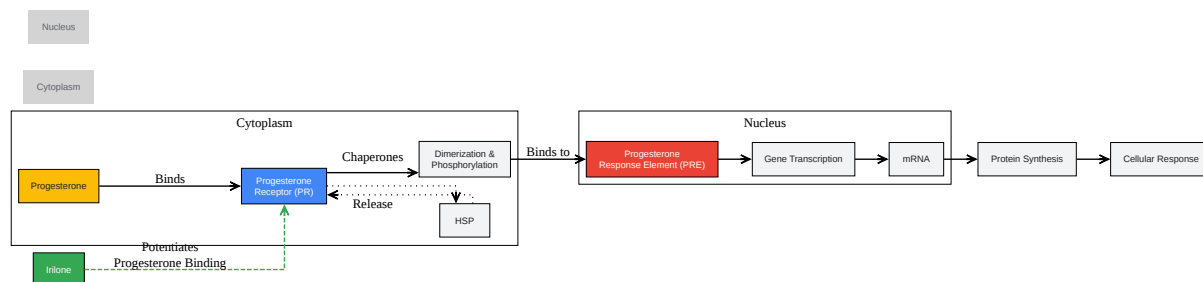 Nucleus
Cytoplasm
Cytoplasm
Nucleus
Progesterone
Binds
Progesterone
Receptor (PR)
Chaperones
Release
Dimerization &
Phosphorylation
HSP
Binds to
Progesterone
Response Element (PRE)
Gene Transcription
mRNA
Protein Synthesis
Cellular Response
Irilone
Potentiates
Progesterone Binding